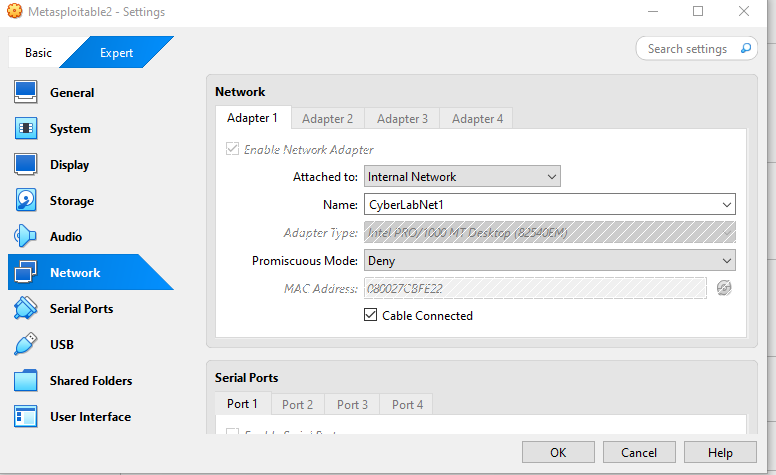 Metasploitable2 - Settings
Basic
Expert
Search settings
General
System
Display
Storage
Audio
Network
Serial Ports
USB
Shared Folders
User Interface
Network
Adapter 1 Adapter 2 Adapter 3 Adapter 4
Enable Network Adapter
Attached to: Internal Network
Name: CyberLabNet1
Adapter Type: Intel PRO/1000 MT Desktop (82540EM)
Promiscuous Mode: Deny
MAC Address: 080027CBFE22
Cable Connected
Serial Ports
Port 1 Port 2 Port 3 Port 4
OK Cancel Help